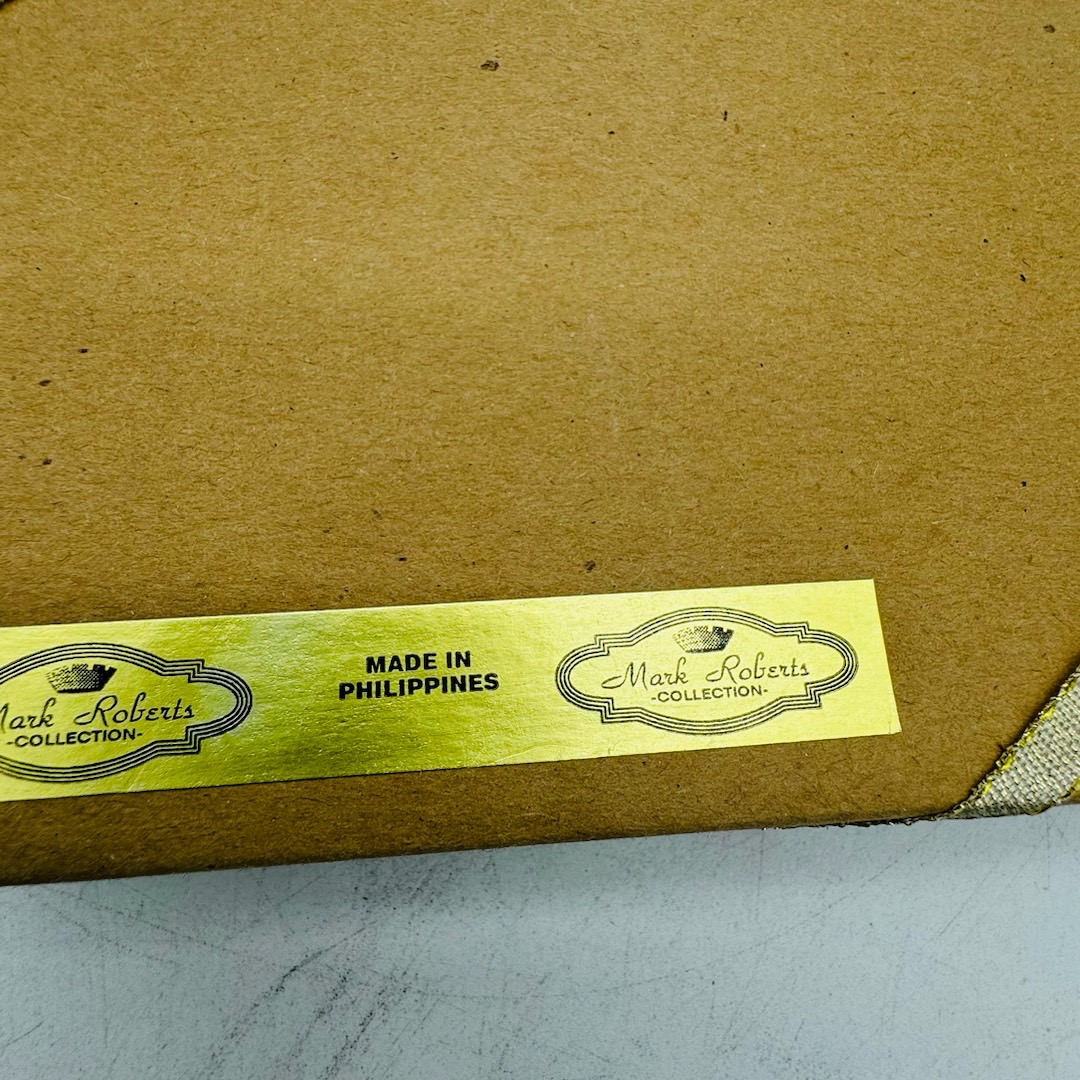 Mark Roberts
-COLLECTION-
MADE IN
PHILIPPINES
Mark Roberts
-COLLECTION-